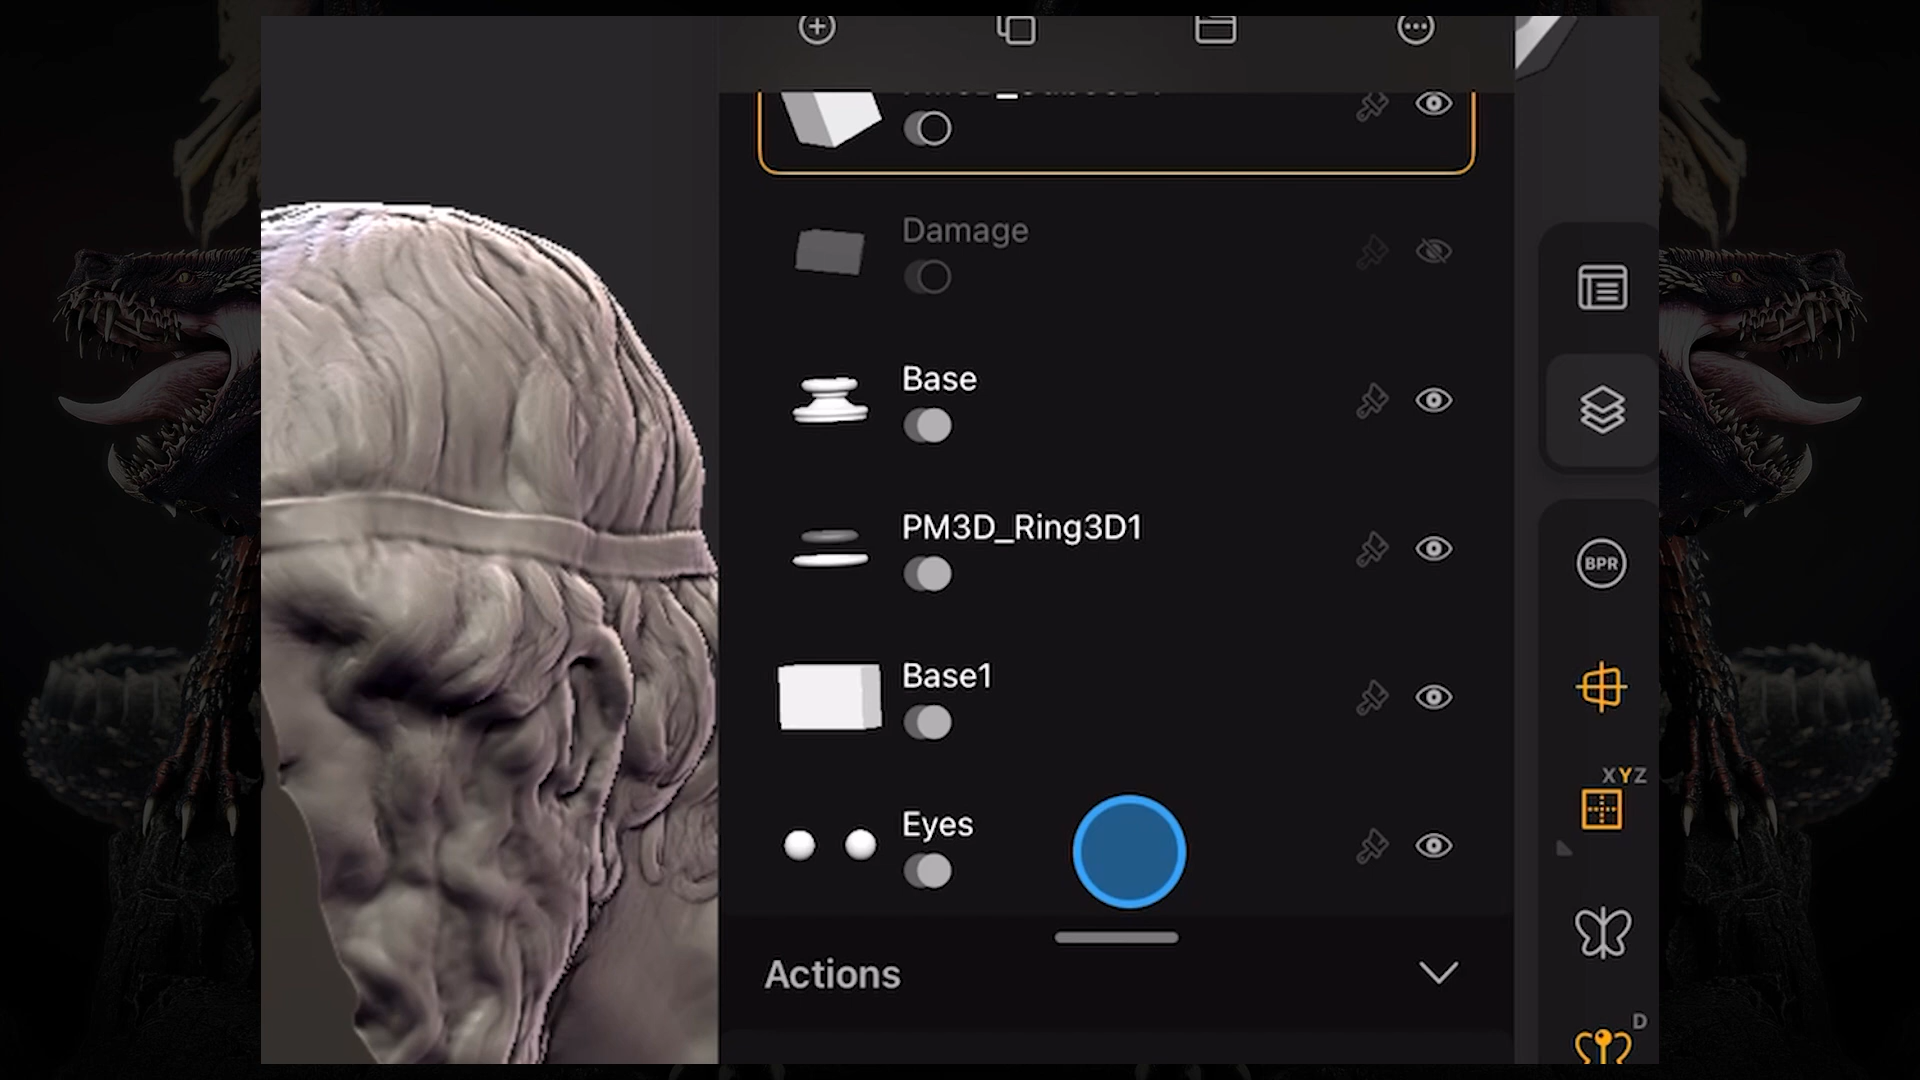 Damage
Base
PM3D_Ring3D1
BPR
Base1
XYZ
Eyes
Actions
D